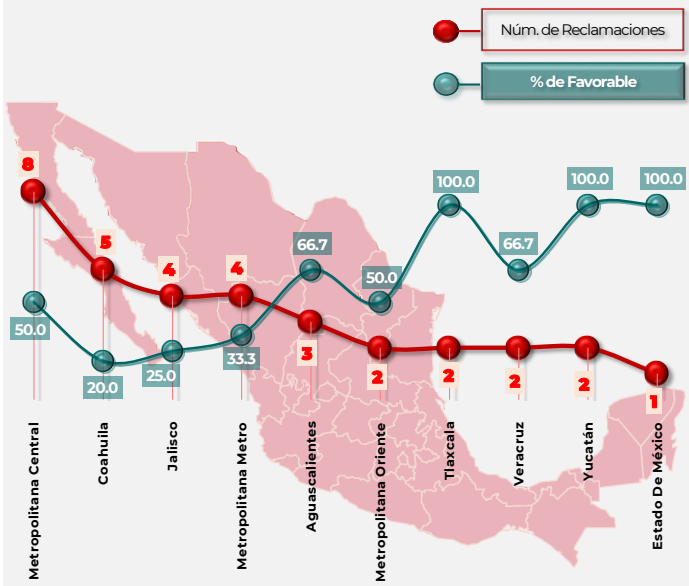 Núm. de Reclamaciones
% de Favorable
8
5
4
4
3
2
2
2
2
1
50.0
20.0
25.0
33.3
66.7
50.0
100.0
66.7
100.0
100.0
Metropolitana Central
Coahuila
Jalisco
Metropolitana Metro
Aguascalientes
Metropolitana Oriente
Tlaxcala
Veracruz
Yucatán
Estado De México